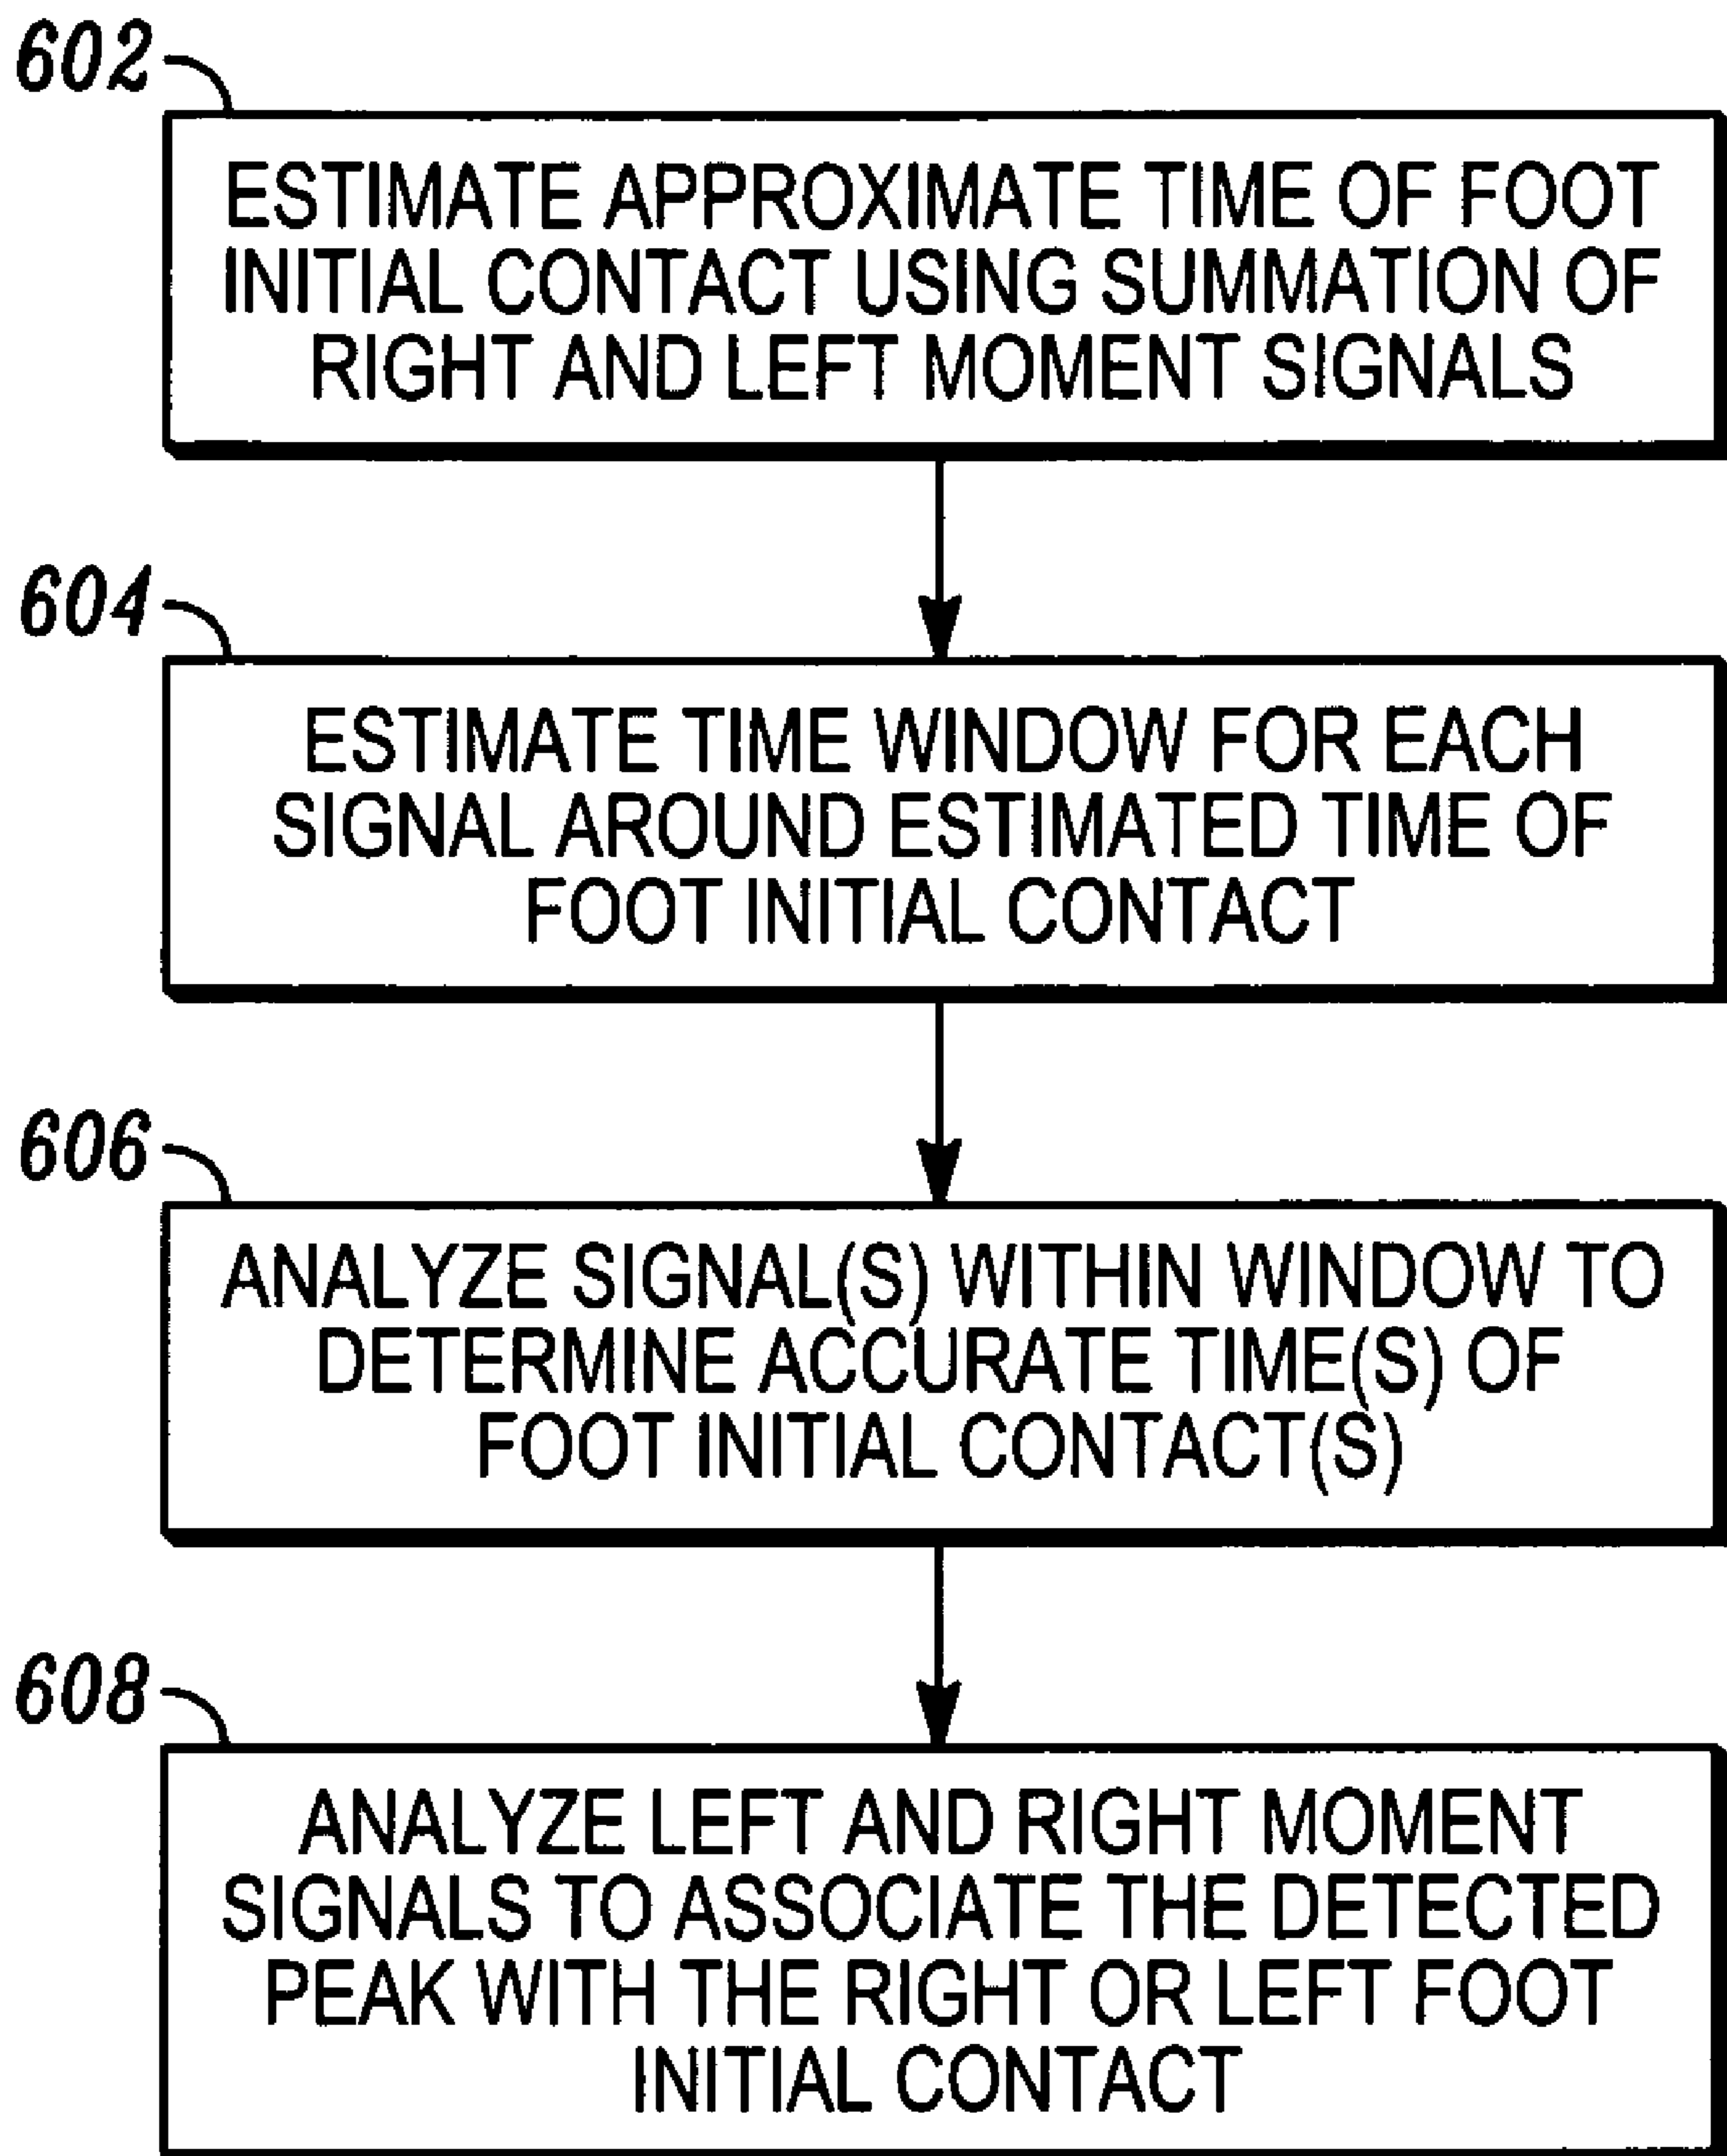 602
ESTIMATE APPROXIMATE TIME OF FOOT
INITIAL CONTACT USING SUMMATION OF
RIGHT AND LEFT MOMENT SIGNALS
604
ESTIMATE TIME WINDOW FOR EACH
SIGNAL AROUND ESTIMATED TIME OF
FOOT INITIAL CONTACT
606
ANALYZE SIGNAL(S) WITHIN WINDOW TO
DETERMINE ACCURATE TIME(S) OF
FOOT INITIAL CONTACT(S)
608
ANALYZE LEFT AND RIGHT MOMENT
SIGNALS TO ASSOCIATE THE DETECTED
PEAK WITH THE RIGHT OR LEFT FOOT
INITIAL CONTACT